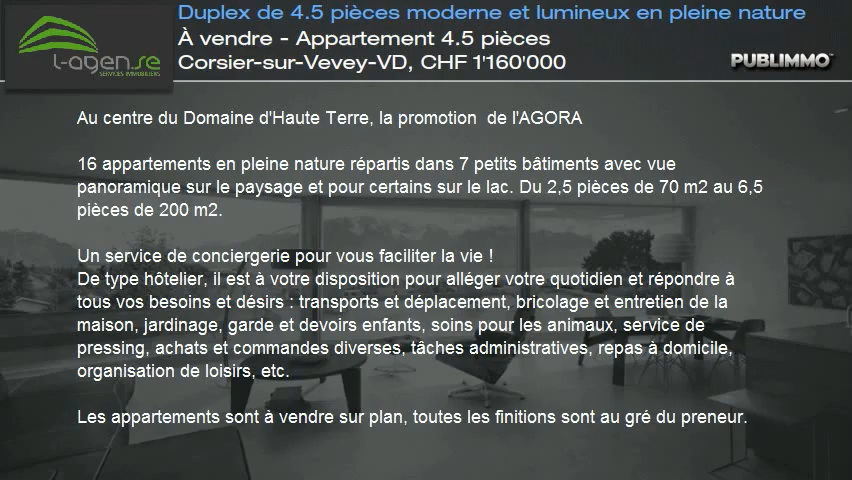 Duplex de 4.5 pièces moderne et lumineux en pleine nature
À vendre - Appartement 4.5 pièces
Corsier-sur-Vevey-VD, CHF 1'160'000
l-agen.se
SERVICES IMMOBILIERS
PUBLIMMO
Au centre du Domaine d'Haute Terre, la promotion  de l'AGORA
16 appartements en pleine nature répartis dans 7 petits bâtiments avec vue
panoramique sur le paysage et pour certains sur le lac. Du 2,5 pièces de 70 m2 au 6,5
pièces de 200 m2.
Un service de conciergerie pour vous faciliter la vie !
De type hôtelier, il est à votre disposition pour alléger votre quotidien et répondre à
tous vos besoins et désirs : transports et déplacement, bricolage et entretien de la
maison, jardinage, garde et devoirs enfants, soins pour les animaux, service de
pressing, achats et commandes diverses, tâches administratives, repas à domicile,
organisation de loisirs, etc.
Les appartements sont à vendre sur plan, toutes les finitions sont au gré du preneur.